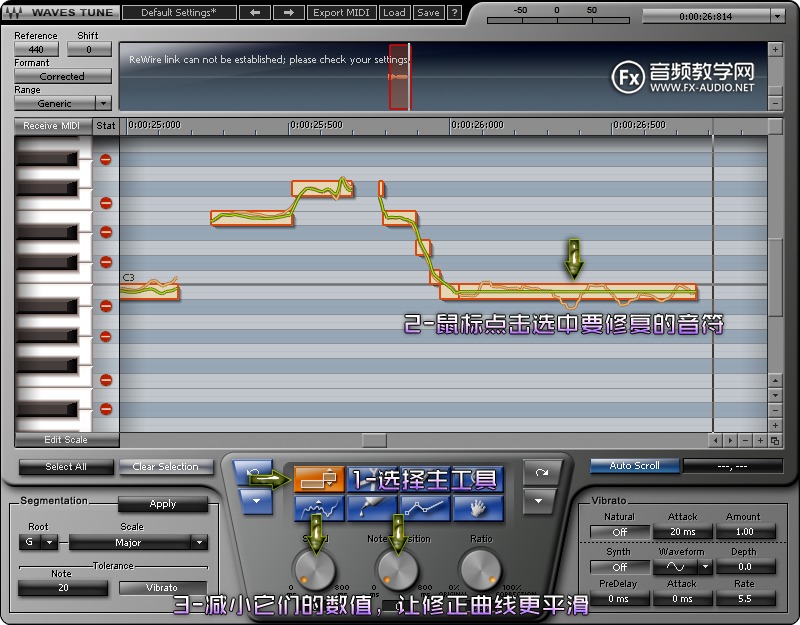 WAVES TUNE
Default Settings*
Export MIDI
Load
Save
?
-50 0 50
0:00:26:814
Reference
440
Shift
0
Formant
Corrected
Range
Generic
ReWire link can not be established; please check your settings
Fx 音频教学网
WWW.FX-AUDIO.NET
Receive MIDI
Stat
0:00:25:000
0:00:25:500
0:00:26:000
0:00:26:500
C3
2-鼠标点击选中要修复的音符
Edit Scale
Select All
Clear Selection
1-选择主工具
Auto Scroll
---, ---
Segmentation
Apply
Root
G
Scale
Major
Tolerance
Note
20
Vibrato
Ratio
3-减小它们的数值，让修正曲线更平滑
Vibrato
Natural
Attack
Amount
Off
20 ms
1.00
Synth
Waveform
Depth
Off
0.0
PreDelay
Attack
Rate
0 ms
0 ms
5.5